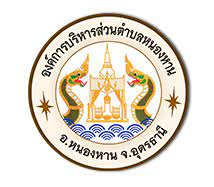 องค์การบริหารส่วนตำบลหนองหาน
อ.หนองหาน จ.อุดรธานี